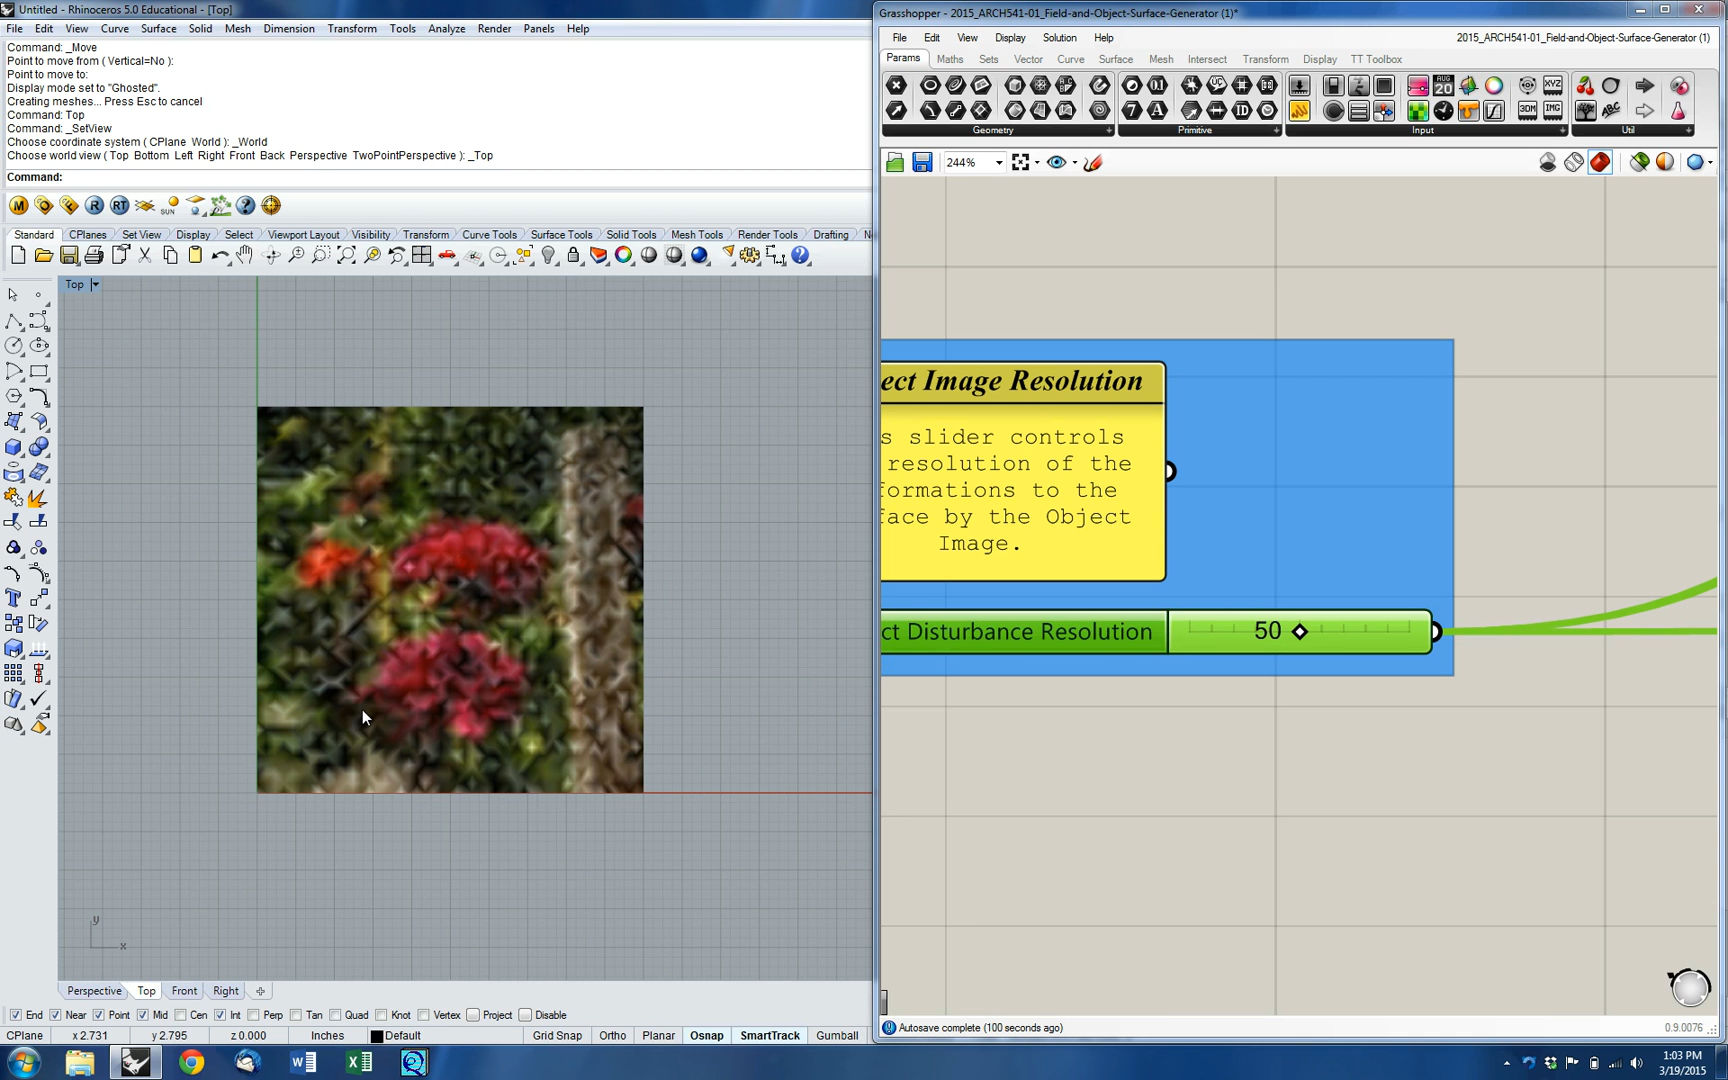 Untitled - Rhinoceros 5.0 Educational - [Top]
File Edit View Curve Surface Solid Mesh Dimension Transform Tools Analyze Render Panels Help
Command: _Move
Point to move from ( Vertical=No ):
Point to move to:
Display mode set to "Ghosted".
Creating meshes... Press Esc to cancel
Command: Top
Command: _SetView
Choose coordinate system ( CPlane World ): _World
Choose world view ( Top Bottom Left Right Front Back Perspective TwoPointPerspective ): _Top
Command:
Standard CPlanes Set View Display Select Viewport Layout Visibility Transform Curve Tools Surface Tools Solid Tools Mesh Tools Render Tools Drafting
Top
y
x
Perspective Top Front Right
End Near Point Mid Cen Int Perp Tan Quad Knot Vertex Project Disable
CPlane x 2.731 y 2.795 z 0.000 Inches Default Grid Snap Ortho Planar Osnap SmartTrack Gumball
Grasshopper - 2015_ARCH541-01_Field-and-Object-Surface-Generator (1)*
File Edit View Display Solution Help
2015_ARCH541-01_Field-and-Object-Surface-Generator (1)
Params Maths Sets Vector Curve Surface Mesh Intersect Transform Display TT Toolbox
Geometry Primitive Input Util
244%
ect Image Resolution
s slider controls
resolution of the
formations to the
face by the Object
Image.
ct Disturbance Resolution 50
Autosave complete (100 seconds ago)
0.9.0076
1:03 PM
3/19/2015